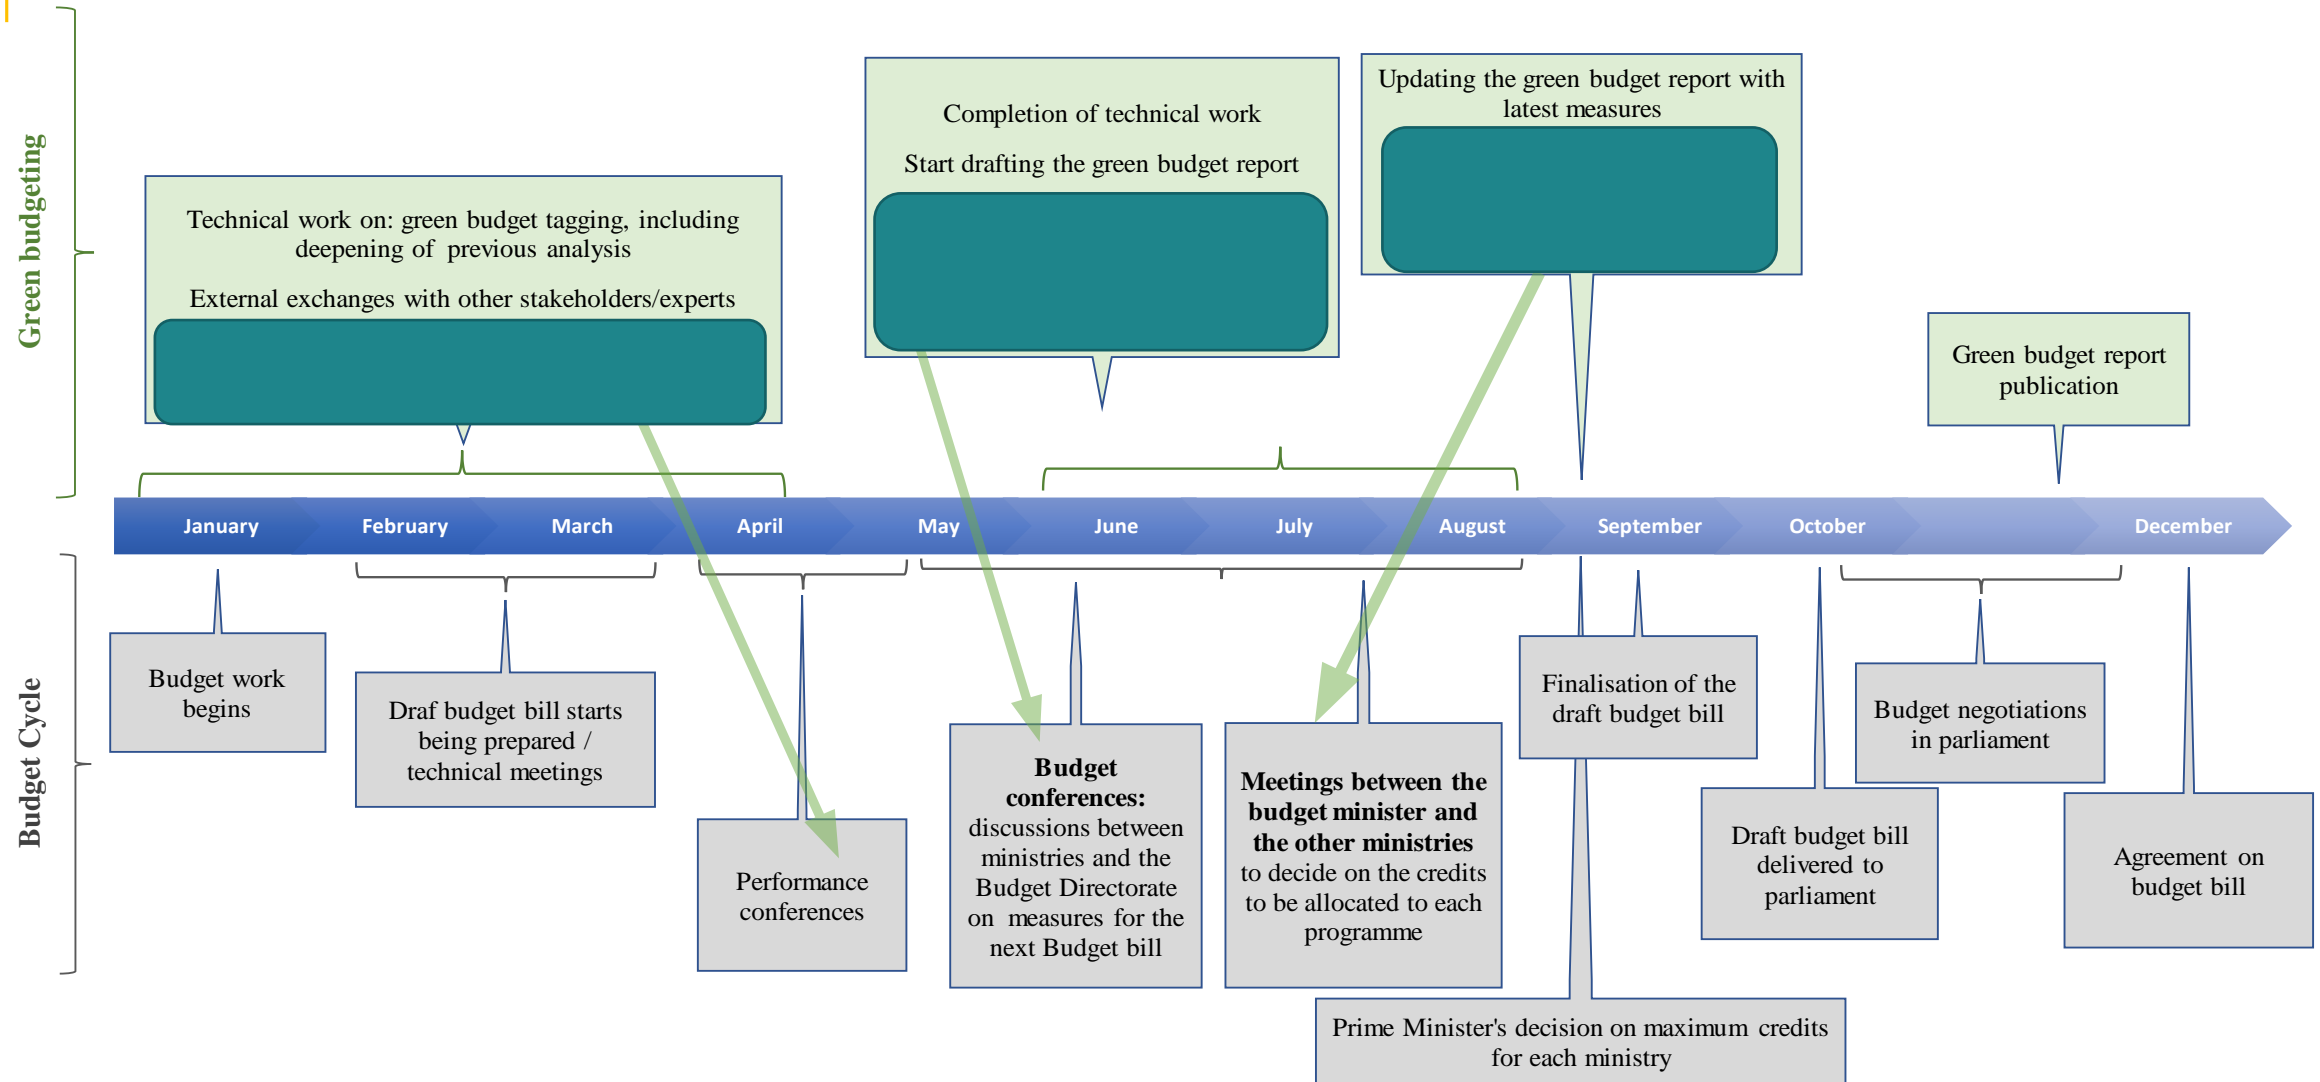 Green budgeting
Technical work on: green budget tagging, including
deepening of previous analysis
External exchanges with other stakeholders/experts
Completion of technical work
Start drafting the green budget report
Updating the green budget report with
latest measures
Green budget report
publication
January
February
March
April
May
June
July
August
September
October
December
Budget Cycle
Budget work
begins
Draf budget bill starts
being prepared /
technical meetings
Performance
conferences
Budget
conferences:
discussions between
ministries and the
Budget Directorate
on measures for the
next Budget bill
Meetings between the
budget minister and
the other ministries
to decide on the credits
to be allocated to each
programme
Finalisation of the
draft budget bill
Prime Minister's decision on maximum credits
for each ministry
Draft budget bill
delivered to
parliament
Budget negotiations
in parliament
Agreement on
budget bill